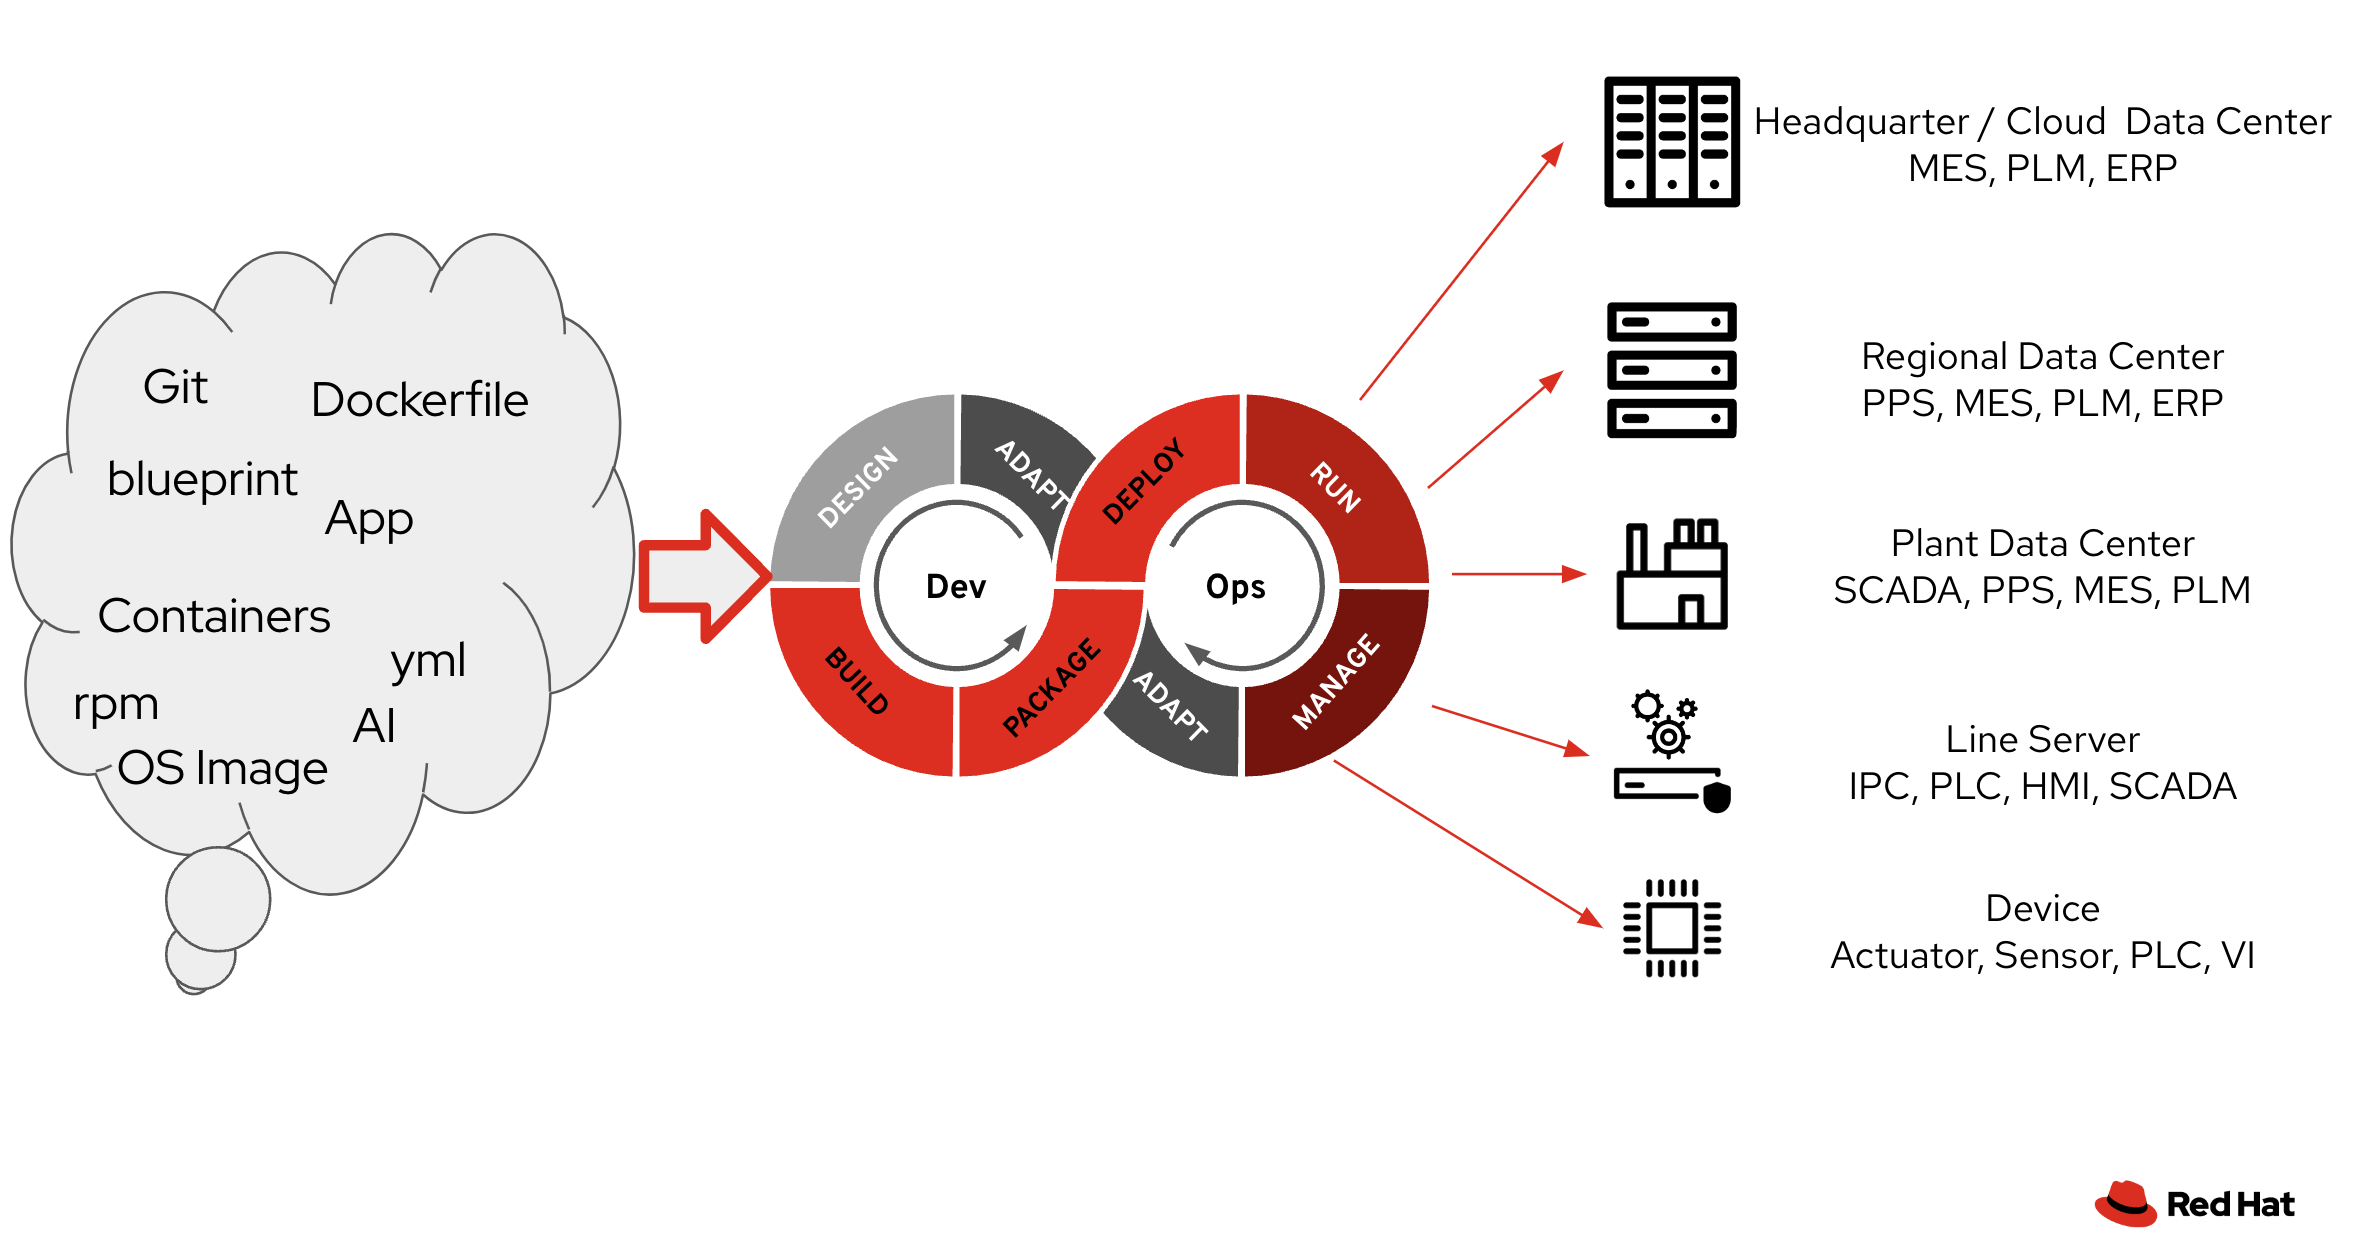 Git
Dockerfile
blueprint
App
Containers
yml
rpm
AI
OS Image
DESIGN
ADAPT
DEPLOY
RUN
Dev
Ops
BUILD
PACKAGE
ADAPT
MANAGE
Headquarter / Cloud Data Center
MES, PLM, ERP
Regional Data Center
PPS, MES, PLM, ERP
Plant Data Center
SCADA, PPS, MES, PLM
Line Server
IPC, PLC, HMI, SCADA
Device
Actuator, Sensor, PLC, VI
Red Hat